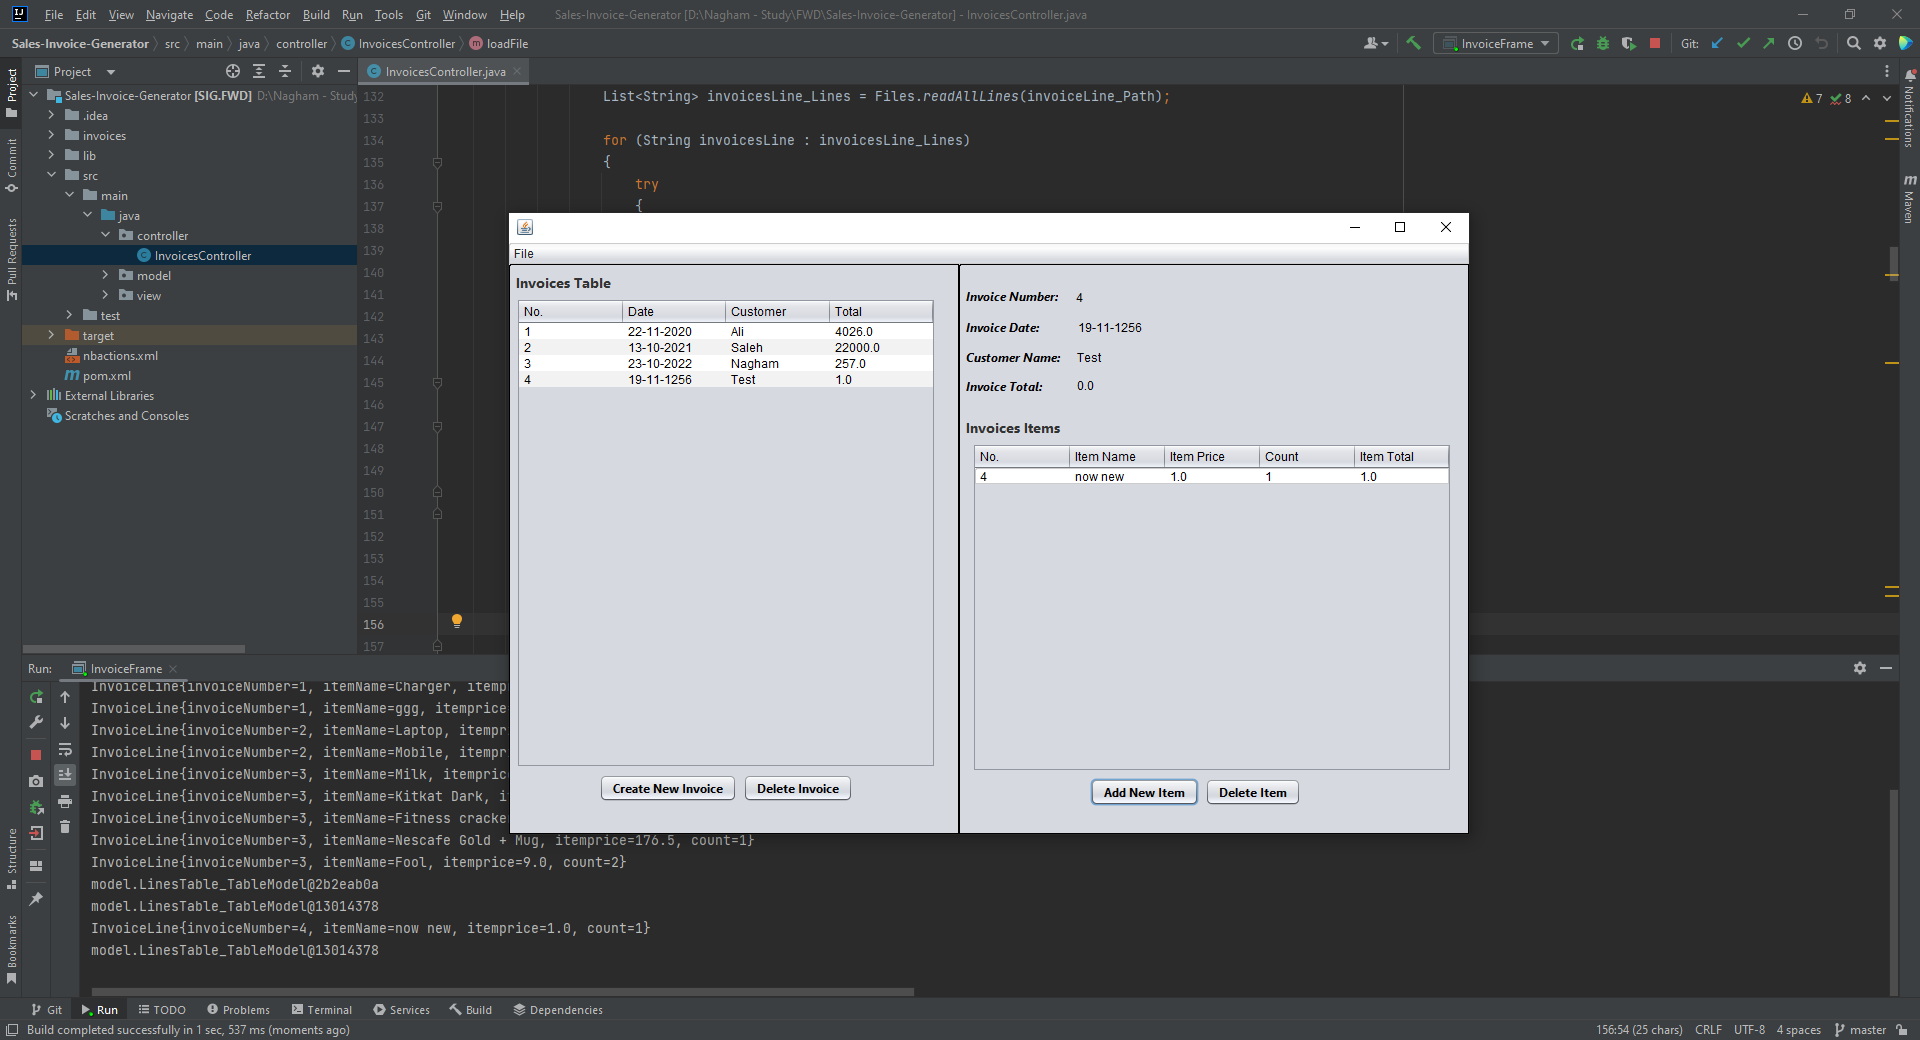 File Edit View Navigate Code Refactor Build Run Tools Git Window Help Sales-Invoice-Generator [D:\Nagham - Study\FWD\Sales-Invoice-Generator] - InvoicesController.java
Sales-Invoice-Generator src main java controller InvoicesController loadFile InvoiceFrame Git:
Project InvoicesController.java
Sales-Invoice-Generator [SIG.FWD] D:\Nagham - Study
.idea
invoices
lib
src
main
java
controller
InvoicesController
model
view
test
target
nbactions.xml
pom.xml
External Libraries
Scratches and Consoles
Project
Commit
Pull Requests
Structure
Bookmarks
Notifications
Maven
7 8
132 List<String> invoicesLine_Lines = Files.readAllLines(invoiceLine_Path);
133
134 for (String invoicesLine : invoicesLine_Lines)
135 {
136 try
137 {
138
139
140
141
142
143
144
145
146
147
148
149
150
151
152
153
154
155
156
157
File
Invoices Table
No. Date Customer Total
1 22-11-2020 Ali 4026.0
2 13-10-2021 Saleh 22000.0
3 23-10-2022 Nagham 257.0
4 19-11-1256 Test 1.0
Create New Invoice Delete Invoice
Invoice Number: 4
Invoice Date: 19-11-1256
Customer Name: Test
Invoice Total: 0.0
Invoices Items
No. Item Name Item Price Count Item Total
4 now new 1.0 1 1.0
Add New Item Delete Item
Run: InvoiceFrame
InvoiceLine{invoiceNumber=1, itemName=Charger, itemp
InvoiceLine{invoiceNumber=1, itemName=ggg, itemprice=
InvoiceLine{invoiceNumber=2, itemName=Laptop, itempr
InvoiceLine{invoiceNumber=2, itemName=Mobile, itempr
InvoiceLine{invoiceNumber=3, itemName=Milk, itemprice
InvoiceLine{invoiceNumber=3, itemName=Kitkat Dark, i
InvoiceLine{invoiceNumber=3, itemName=Fitness cracke
InvoiceLine{invoiceNumber=3, itemName=Nescafe Gold + Mug, itemprice=176.5, count=1}
InvoiceLine{invoiceNumber=3, itemName=Fool, itemprice=9.0, count=2}
model.LinesTable_TableModel@2b2eab0a
model.LinesTable_TableModel@13014378
InvoiceLine{invoiceNumber=4, itemName=now new, itemprice=1.0, count=1}
model.LinesTable_TableModel@13014378
Git Run TODO Problems Terminal Services Build Dependencies
Build completed successfully in 1 sec, 537 ms (moments ago) 156:54 (25 chars) CRLF UTF-8 4 spaces master